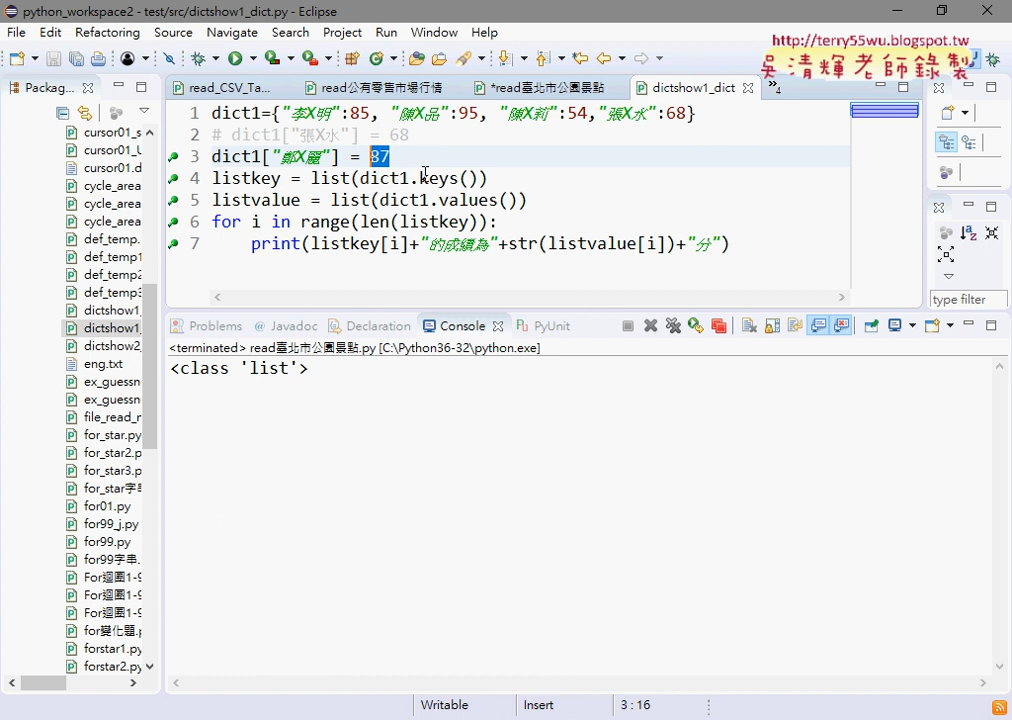 python_workspace2 - test/src/dictshow1_dict.py - Eclipse
File Edit Refactoring Source Navigate Search Project Run Window Help
http://terry55wu.blogspot.tw
吳清輝老師錄製
Packag...
read_CSV_Ta...
read公有零售市場行情
*read臺北市公園景點
dictshow1_dict
»4
1 dict1={"李X明":85, "陳X品":95, "陳X莉":54,"張X水":68}
2 # dict1["張X水"] = 68
3 dict1["鄭X麗"] = 87
4 listkey = list(dict1.keys())
5 listvalue = list(dict1.values())
6 for i in range(len(listkey)):
7 print(listkey[i]+"的成績為"+str(listvalue[i])+"分")
type filter
cursor01_s
cursor01_U
cursor01.d
cycle_area
cycle_area
cycle_area
def_temp.
def_temp1
def_temp2
def_temp3
dictshow1
dictshow1
dictshow2
eng.txt
ex_guessn
ex_guessn
file_read_r
for_star.py
for_star2.p
for_star3.p
for_star字串
for01.py
for99_j.py
for99.py
for99字串.
For迴圈1-9
For迴圈1-9
For迴圈1-9
for變化題.p
forstar1.py
forstar2.py
Problems @ Javadoc Declaration Console PyUnit
<terminated> read臺北市公園景點.py [C:\Python36-32\python.exe]
<class 'list'>
Writable Insert 3 : 16